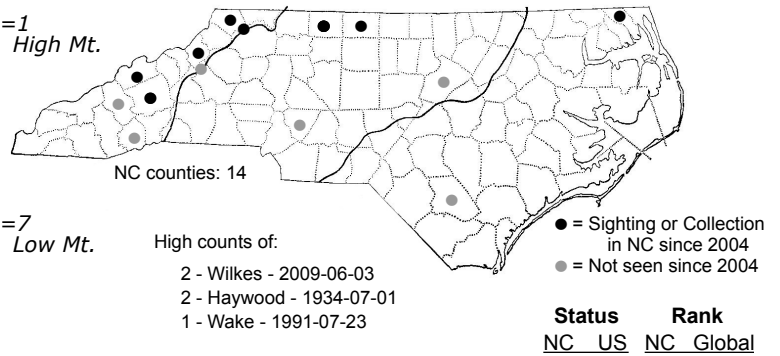 =1
High Mt.
NC counties: 14
=7
Low Mt.
High counts of:
2 - Wilkes - 2009-06-03
2 - Haywood - 1934-07-01
1 - Wake - 1991-07-23
● = Sighting or Collection
in NC since 2004
● = Not seen since 2004
Status Rank
NC US NC Global